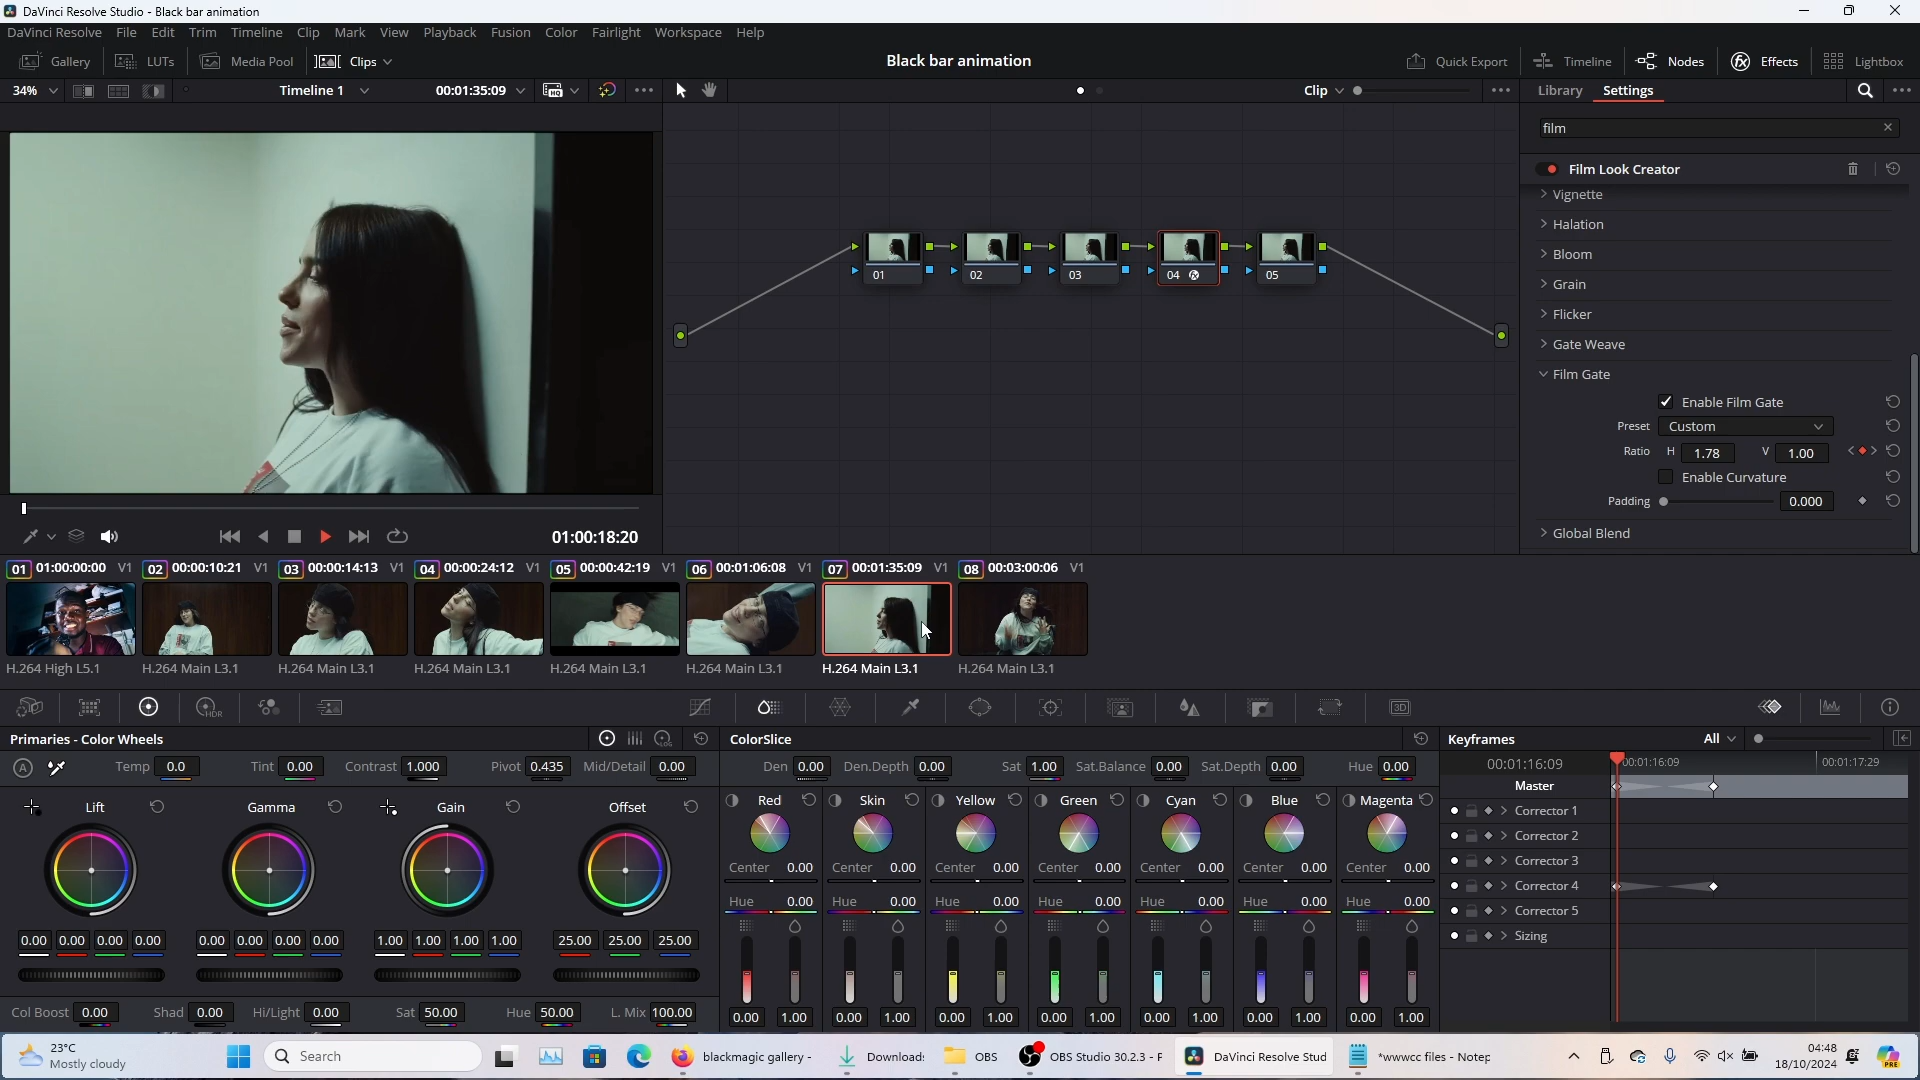 DaVinci Resolve Studio - Black bar animation
DaVinci Resolve File Edit Trim Timeline Clip Mark View Playback Fusion Color Fairlight Workspace Help
Gallery LUTs Media Pool Clips Black bar animation Quick Export Timeline Nodes Effects Lightbox
34% Timeline 1 00:01:35:09 Clip Library Settings
film
Film Look Creator
Vignette
Halation
Bloom
Grain
Flicker
Gate Weave
Film Gate
Enable Film Gate
Preset Custom
Ratio H 1.78 V 1.00
Enable Curvature
Padding 0.000
Global Blend
01 02 03 04 05
01:00:18:20
01 01:00:00:00 V1 02 00:00:10:21 V1 03 00:00:14:13 V1 04 00:00:24:12 V1 05 00:00:42:19 V1 06 00:01:06:08 V1 07 00:01:35:09 V1 08 00:03:00:06 V1
H.264 High L5.1 H.264 Main L3.1 H.264 Main L3.1 H.264 Main L3.1 H.264 Main L3.1 H.264 Main L3.1 H.264 Main L3.1 H.264 Main L3.1
HDR LOG 3D
Primaries - Color Wheels
A Temp 0.0 Tint 0.00 Contrast 1.000 Pivot 0.435 Mid/Detail 0.00
Lift Gamma Gain Offset
0.00 0.00 0.00 0.00 0.00 0.00 0.00 0.00 1.00 1.00 1.00 1.00 25.00 25.00 25.00
Col Boost 0.00 Shad 0.00 Hi/Light 0.00 Sat 50.00 Hue 50.00 L. Mix 100.00
ColorSlice
Den 0.00 Den.Depth 0.00 Sat 1.00 Sat.Balance 0.00 Sat.Depth 0.00 Hue 0.00
Red Skin Yellow Green Cyan Blue Magenta
Center 0.00 Center 0.00 Center 0.00 Center 0.00 Center 0.00 Center 0.00 Center 0.00
Hue 0.00 Hue 0.00 Hue 0.00 Hue 0.00 Hue 0.00 Hue 0.00 Hue 0.00
0.00 1.00 0.00 1.00 0.00 1.00 0.00 1.00 0.00 1.00 0.00 1.00 0.00 1.00
Keyframes All
00:01:16:09 00:01:16:09 00:01:17:29
Master
Corrector 1
Corrector 2
Corrector 3
Corrector 4
Corrector 5
Sizing
23°C
Mostly cloudy
Search blackmagic gallery - Download: OBS OBS Studio 30.2.3 - P DaVinci Resolve Stud *wwwcc files - Notep
04:48
18/10/2024
PRE